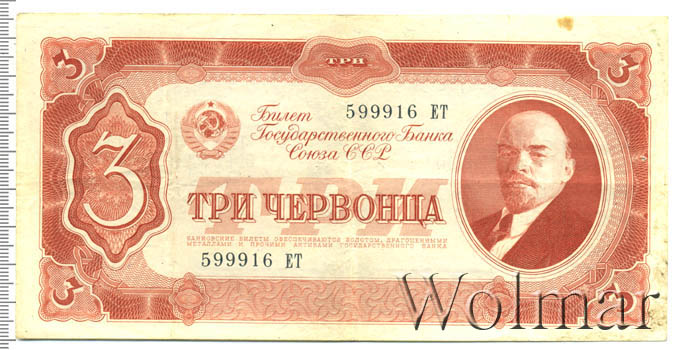 3
ТРИ
3
Билет 599916 ЕТ
Государственного Банка
Союза ССР
3
ТРИ
ТРИ ЧЕРВОНЦА
БАНКОВСКИЕ БИЛЕТЫ ОБЕСПЕЧИВАЮТСЯ ЗОЛОТОМ, ДРАГОЦЕННЫМИ
МЕТАЛЛАМИ И ПРОЧИМИ АКТИВАМИ ГОСУДАРСТВЕННОГО БАНКА
599916 ЕТ
3
3
Wolmar